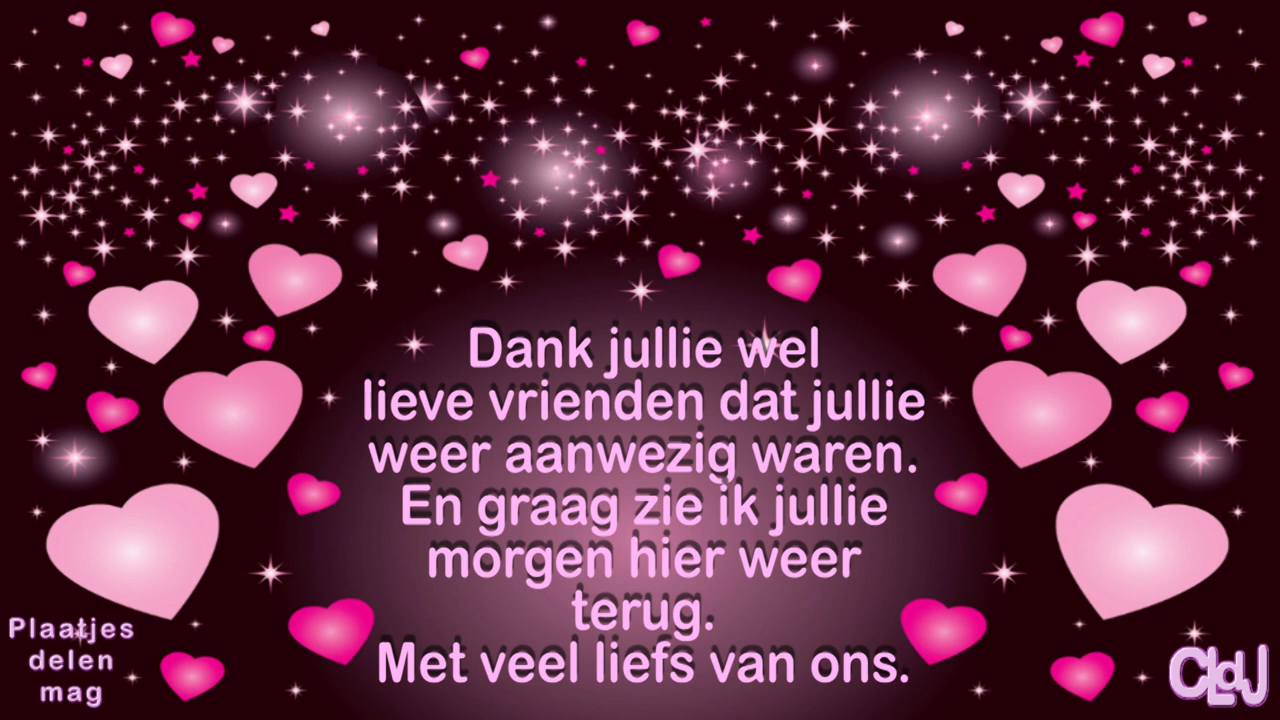 Dank jullie wel
lieve vrienden dat jullie
weer aanwezig waren.
En graag zie ik jullie
morgen hier weer
terug.
Met veel liefs van ons.
Plaatjes
delen
mag
CLdJ